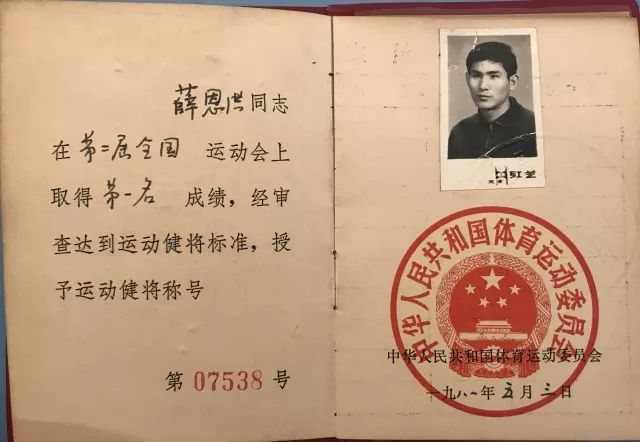 薛恩洪同志
在第二届全国 运动会上
取得第一名 成绩，经审
查达到运动健将标准，授
予运动健将称号
第 07538 号
中华人民共和国体育运动委员会
中华人民共和国体育运动委员会
一九八一年五月三日